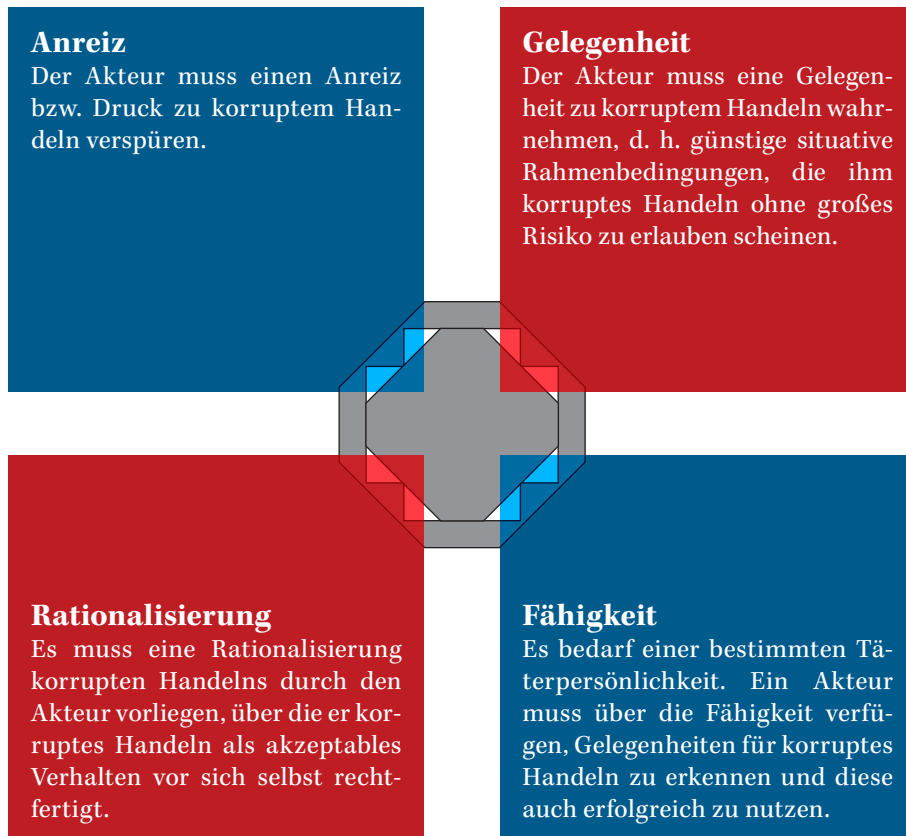 Anreiz
Der Akteur muss einen Anreiz
bzw. Druck zu korruptem Han-
deln verspüren.
Gelegenheit
Der Akteur muss eine Gelegen-
heit zu korruptem Handeln wahr-
nehmen, d. h. günstige situative
Rahmenbedingungen, die ihm
korruptes Handeln ohne großes
Risiko zu erlauben scheinen.
Rationalisierung
Es muss eine Rationalisierung
korrupten Handelns durch den
Akteur vorliegen, über die er kor-
ruptes Handeln als akzeptables
Verhalten vor sich selbst recht-
fertigt.
Fähigkeit
Es bedarf einer bestimmten Tä-
terpersönlichkeit. Ein Akteur
muss über die Fähigkeit verfü-
gen, Gelegenheiten für korruptes
Handeln zu erkennen und diese
auch erfolgreich zu nutzen.